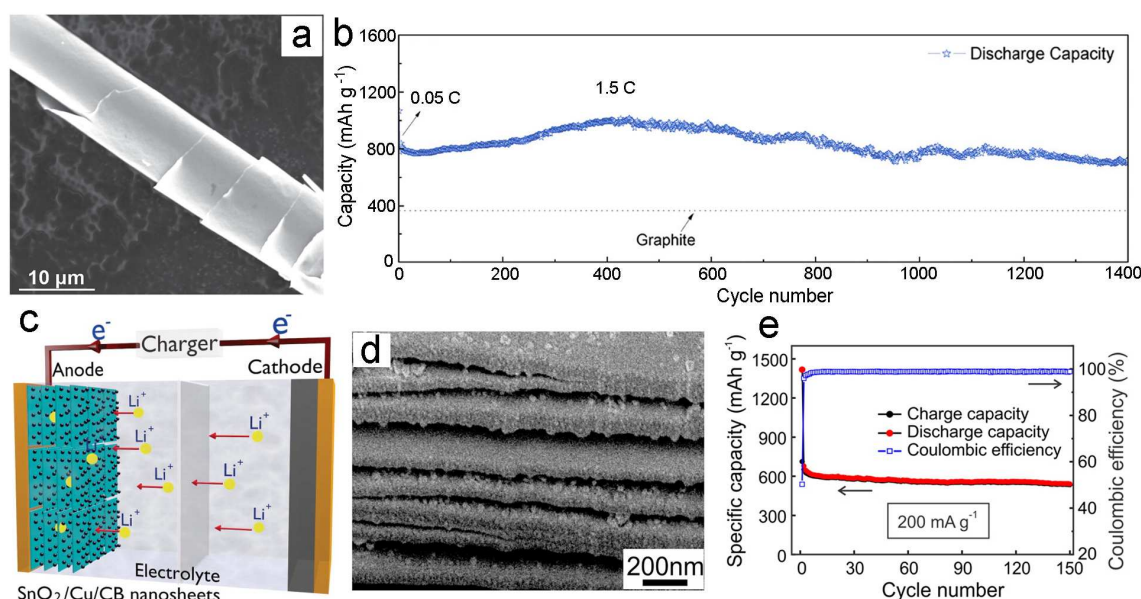 a
10 μm
b
1600
1200
800
400
0
Capacity (mAh g⁻¹)
0.05 C
1.5 C
Discharge Capacity
Graphite
0 200 400 600 800 1000 1200 1400
Cycle number
c
e⁻ Charger e⁻
Anode
Cathode
Li⁺
Li⁺
Li⁺
Li⁺
Li⁺
Li⁺
Li⁺
Li⁺
Li⁺
Electrolyte
SnO₂/Cu/CB nanosheets
d
200nm
e
1500
1200
900
600
300
0
Specific capacity (mAh g⁻¹)
Charge capacity
Discharge capacity
Coulombic efficiency
200 mA g⁻¹
100
80
60
40
20
Coulombic efficiency (%)
0 30 60 90 120 150
Cycle number